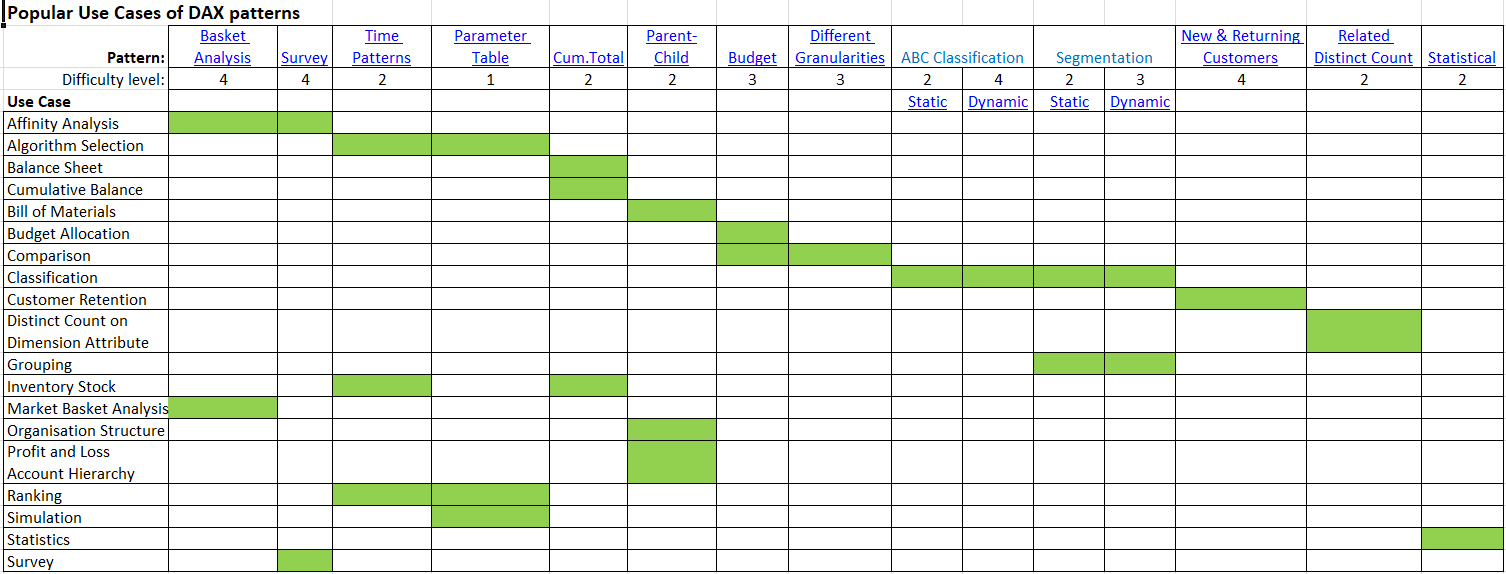 Popular Use Cases of DAX patterns
Basket Time Parameter Parent- Different New & Returning Related
Pattern: Analysis Survey Patterns Table Cum.Total Child Budget Granularities ABC Classification Segmentation Customers Distinct Count Statistical
Difficulty level: 4 4 2 1 2 2 3 3 2 4 2 3 4 2 2
Use Case Static Dynamic Static Dynamic
Affinity Analysis
Algorithm Selection
Balance Sheet
Cumulative Balance
Bill of Materials
Budget Allocation
Comparison
Classification
Customer Retention
Distinct Count on
Dimension Attribute
Grouping
Inventory Stock
Market Basket Analysis
Organisation Structure
Profit and Loss
Account Hierarchy
Ranking
Simulation
Statistics
Survey